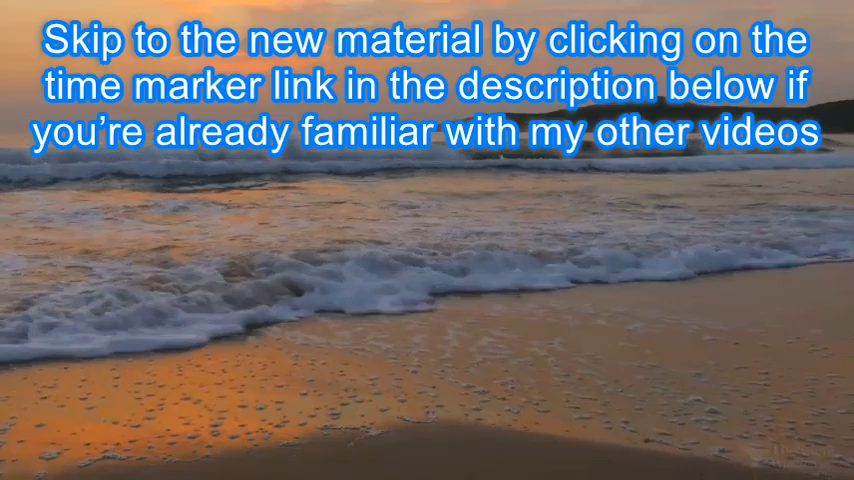 Skip to the new material by clicking on the
time marker link in the description below if
you’re already familiar with my other videos